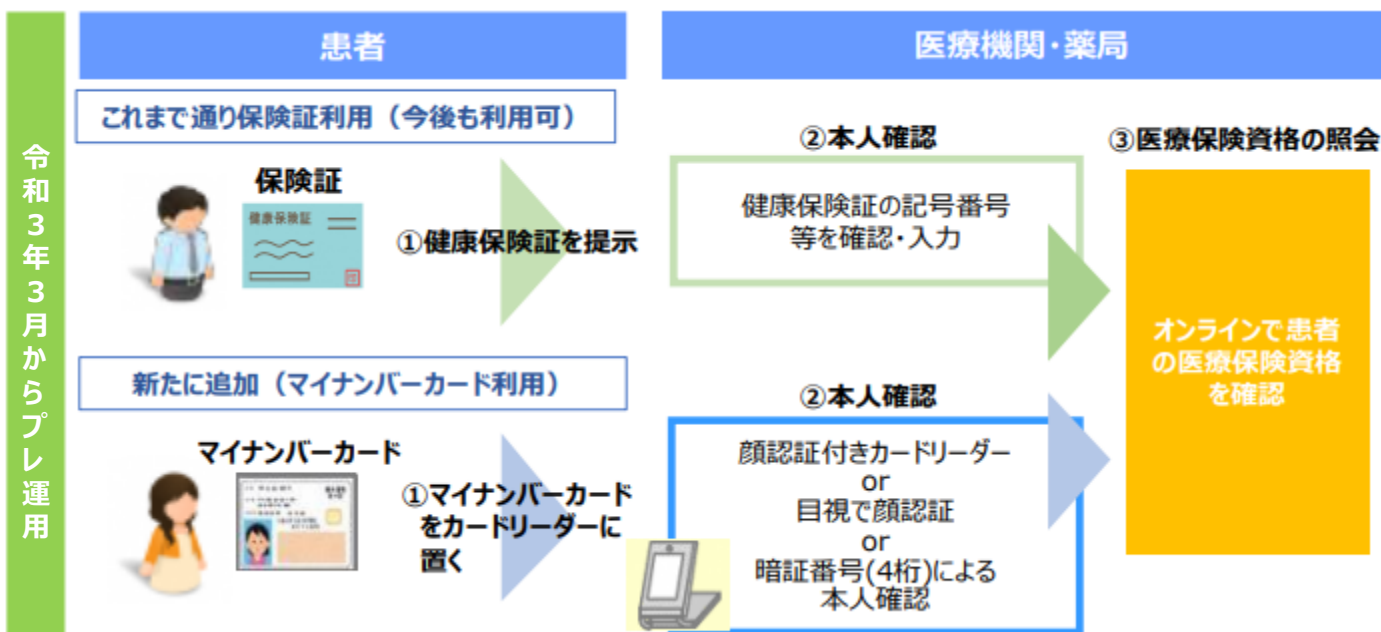 令和3年3月からプレ運用
患者
医療機関・薬局
これまで通り保険証利用（今後も利用可）
保険証
健康保険証
①健康保険証を提示
②本人確認
健康保険証の記号番号
等を確認・入力
③医療保険資格の照会
オンラインで患者
の医療保険資格
を確認
新たに追加（マイナンバーカード利用）
マイナンバーカード
①マイナンバーカード
をカードリーダーに
置く
②本人確認
顔認証付きカードリーダー
or
目視で顔認証
or
暗証番号(4桁)による
本人確認